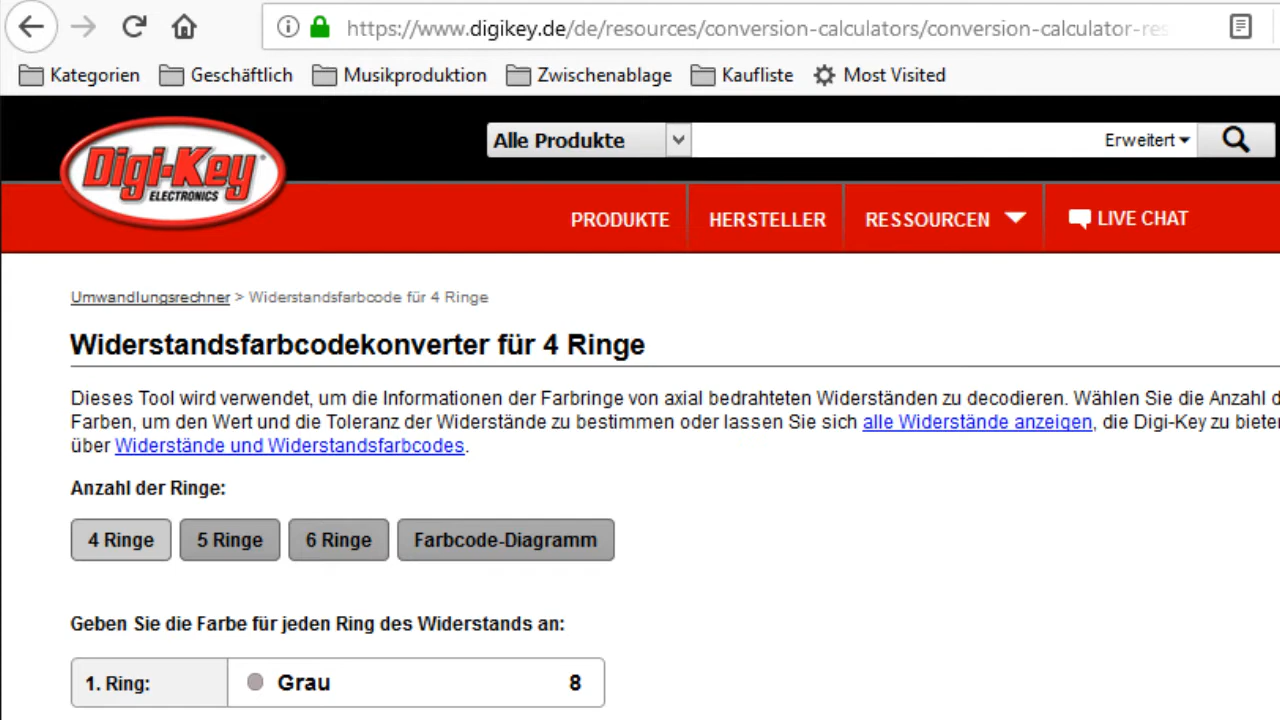 https://www.digikey.de/de/resources/conversion-calculators/conversion-calculator-res
Kategorien Geschäftlich Musikproduktion Zwischenablage Kaufliste Most Visited
Alle Produkte Erweitert
Digi-Key
ELECTRONICS
PRODUKTE HERSTELLER RESSOURCEN LIVE CHAT
Umwandlungsrechner > Widerstandsfarbcode für 4 Ringe
Widerstandsfarbcodekonverter für 4 Ringe
Dieses Tool wird verwendet, um die Informationen der Farbringe von axial bedrahteten Widerständen zu decodieren. Wählen Sie die Anzahl d
Farben, um den Wert und die Toleranz der Widerstände zu bestimmen oder lassen Sie sich alle Widerstände anzeigen, die Digi-Key zu bieten
über Widerstände und Widerstandsfarbcodes.
Anzahl der Ringe:
4 Ringe 5 Ringe 6 Ringe Farbcode-Diagramm
Geben Sie die Farbe für jeden Ring des Widerstands an:
1. Ring: Grau 8